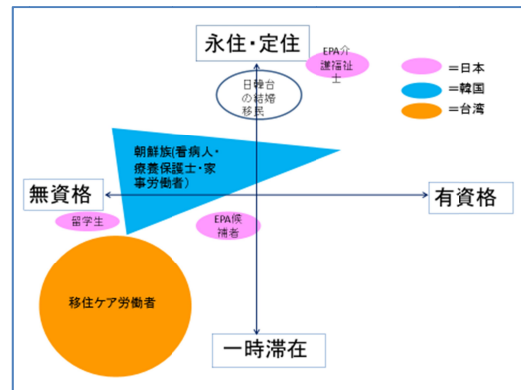 永住・定住
EPA介
護福祉
士
＝日本
＝韓国
＝台湾
日韓台
の結婚
移民
朝鮮族(看病人・
療養保護士・家
事労働者)
無資格
有資格
留学生
EPA候
補者
移住ケア労働者
一時滞在